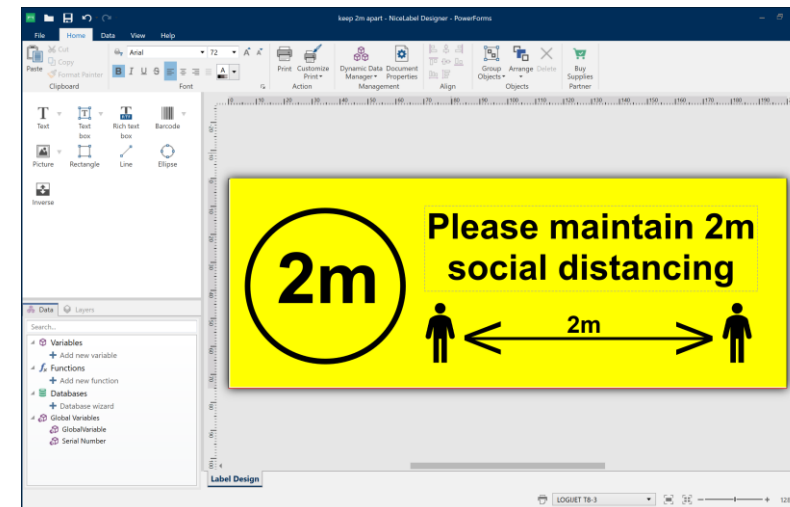 keep 2m apart - NiceLabel Designer - PowerForms
File Home Data View Help
Paste
Cut
Copy
Format Painter
Clipboard
Arial 72
B I U S
A
Font
Print
Customize Print
Action
Dynamic Data Manager
Document Properties
Management
Align
Group Objects
Arrange
Delete
Objects
Buy Supplies
Partner
Text
Text box
Rich text box
Barcode
Picture
Rectangle
Line
Ellipse
Inverse
2m
Please maintain 2m
social distancing
2m
Data Layers
Search...
Variables
Add new variable
Functions
Add new function
Databases
Database wizard
Global Variables
GlobalVariable
Serial Number
Label Design
LOGUET T8-3